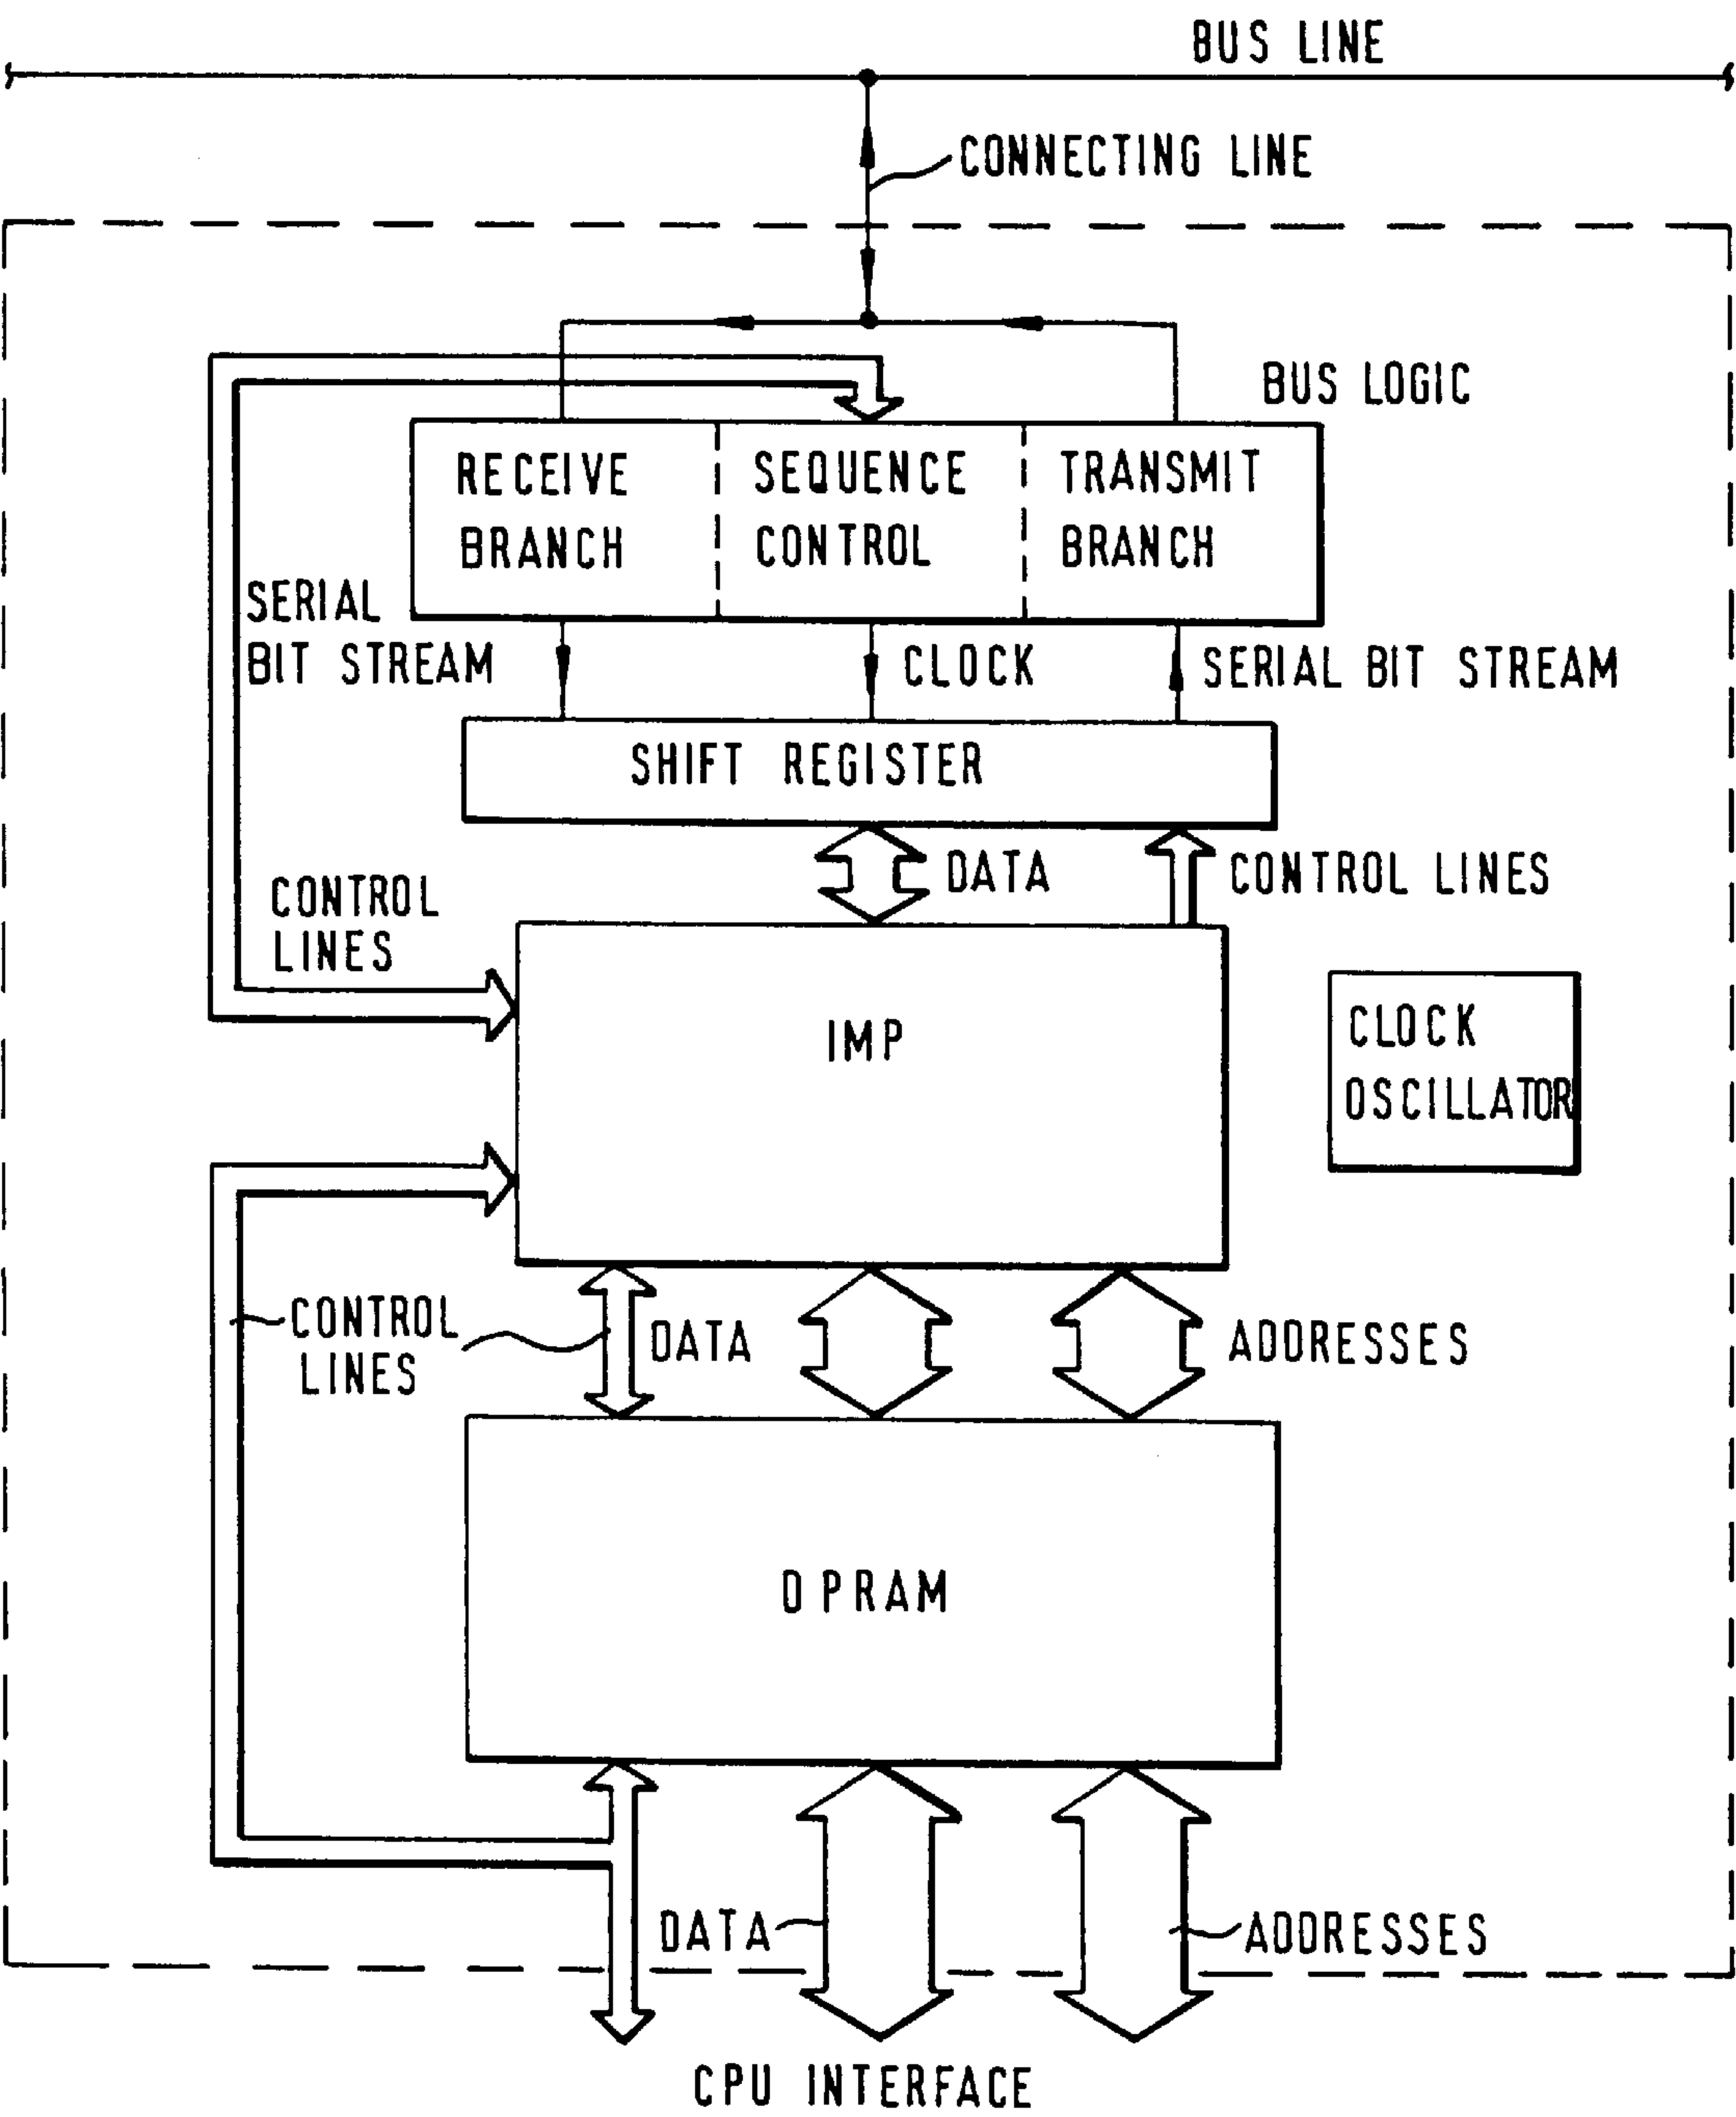 BUS LINE
CONNECTING LINE
BUS LOGIC
RECEIVE
BRANCH
SEQUENCE
CONTROL
TRANSMIT
BRANCH
SERIAL
BIT STREAM
CLOCK
SERIAL BIT STREAM
SHIFT REGISTER
DATA
CONTROL LINES
CONTROL
LINES
IMP
CLOCK
OSCILLATOR
CONTROL
LINES
DATA
ADDRESSES
DPRAM
DATA
ADDRESSES
CPU INTERFACE